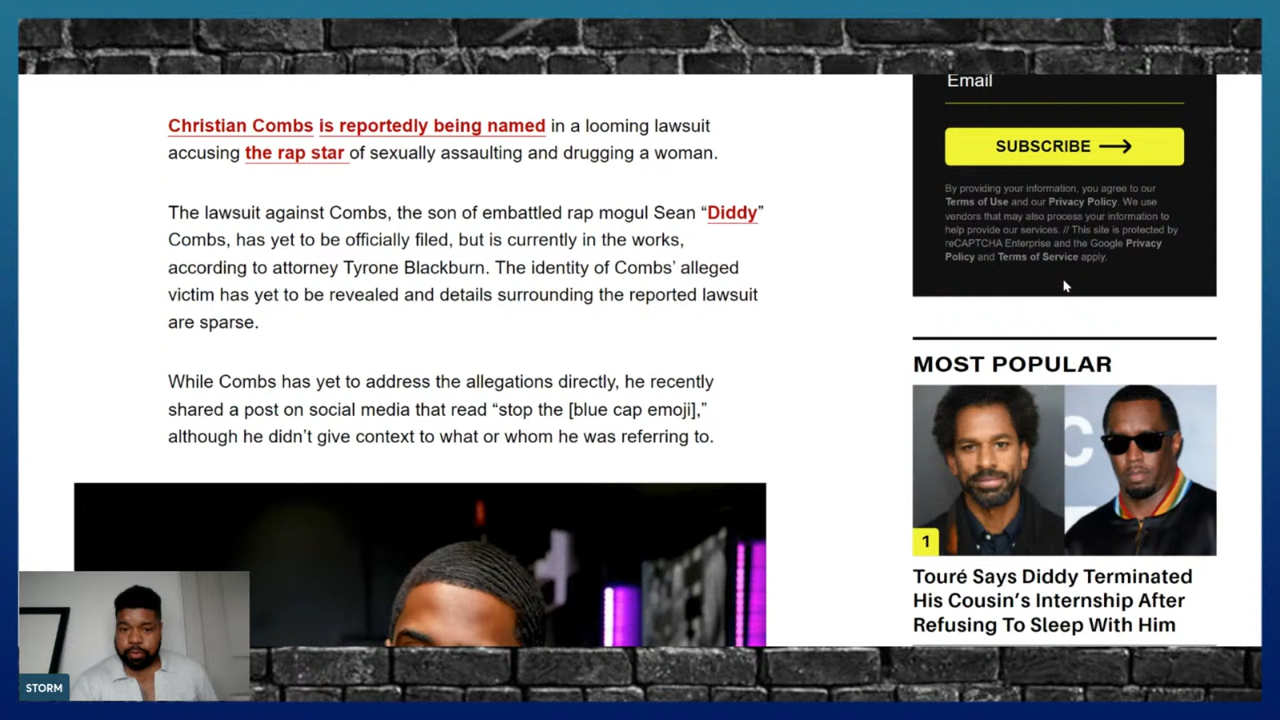 Christian Combs is reportedly being named in a looming lawsuit
accusing the rap star of sexually assaulting and drugging a woman.
The lawsuit against Combs, the son of embattled rap mogul Sean “Diddy”
Combs, has yet to be officially filed, but is currently in the works,
according to attorney Tyrone Blackburn. The identity of Combs’ alleged
victim has yet to be revealed and details surrounding the reported lawsuit
are sparse.
While Combs has yet to address the allegations directly, he recently
shared a post on social media that read “stop the [blue cap emoji],”
although he didn’t give context to what or whom he was referring to.
Email
SUBSCRIBE
By providing your information, you agree to our
Terms of Use and our Privacy Policy. We use
vendors that may also process your information to
help provide our services. // This site is protected by
reCAPTCHA Enterprise and the Google Privacy
Policy and Terms of Service apply.
MOST POPULAR
C
1
Touré Says Diddy Terminated
His Cousin’s Internship After
Refusing To Sleep With Him
STORM